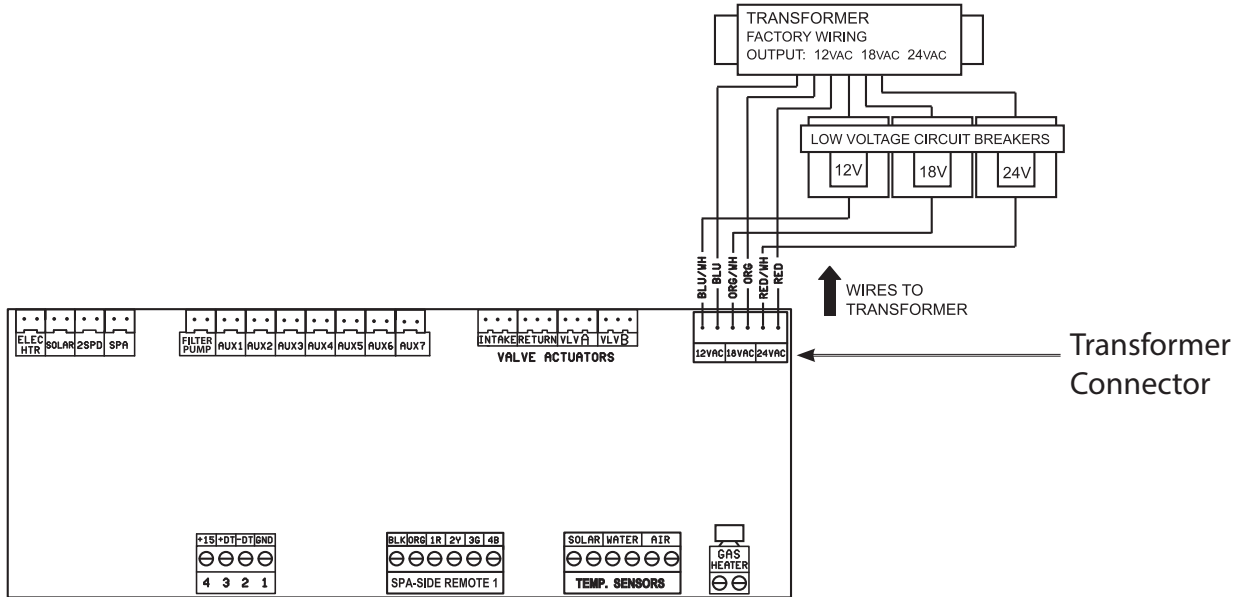 TRANSFORMER
FACTORY WIRING
OUTPUT: 12VAC 18VAC 24VAC
LOW VOLTAGE CIRCUIT BREAKERS
12V 18V 24V
BLU/WH BLU ORG/WH ORG RED/WH RED
WIRES TO
TRANSFORMER
12VAC 18VAC 24VAC
Transformer
Connector
ELEC
HTR SOLAR 2SPD SPA
FILTER
PUMP AUX1 AUX2 AUX3 AUX4 AUX5 AUX6 AUX7
INTAKE RETURN VLVA VLVB
VALVE ACTUATORS
+15 +DT -DT GND
4 3 2 1
BLK ORG 1R 2Y 3G 4B
SPA-SIDE REMOTE 1
SOLAR WATER AIR
TEMP. SENSORS
GAS
HEATER